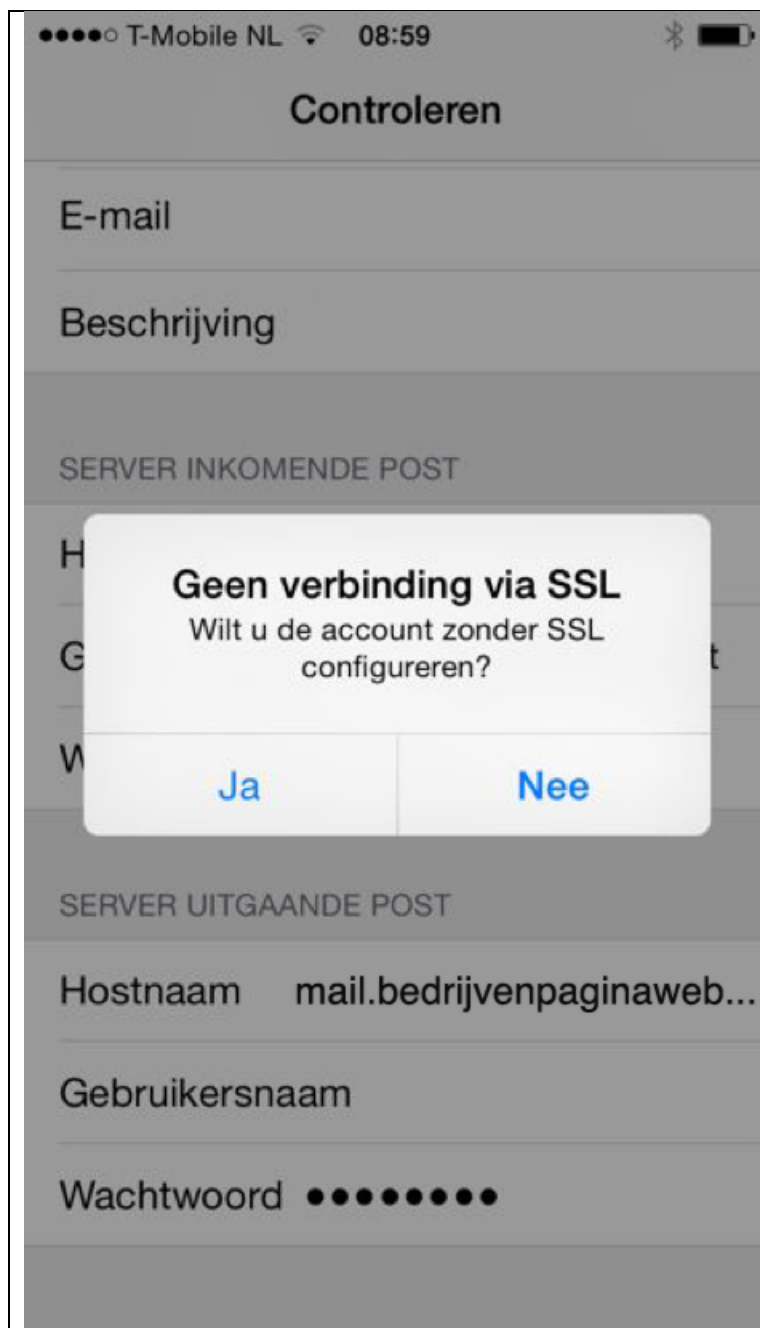 T-Mobile NL 08:59
Controleren
E-mail
Beschrijving
SERVER INKOMENDE POST
H
Geen verbinding via SSL
Wilt u de account zonder SSL
configureren?
G t
W
Ja Nee
SERVER UITGAANDE POST
Hostnaam mail.bedrijvenpaginaweb...
Gebruikersnaam
Wachtwoord ●●●●●●●●